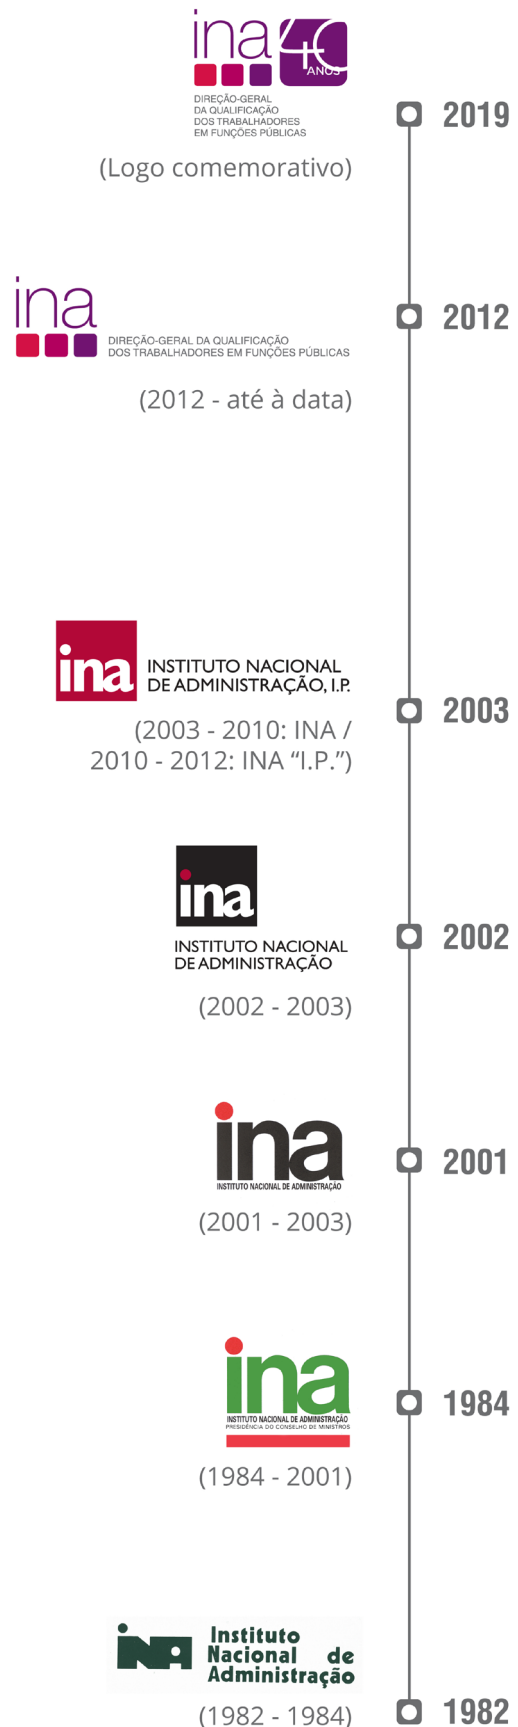 ina 40
ANOS
DIREÇÃO-GERAL
DA QUALIFICAÇÃO
DOS TRABALHADORES
EM FUNÇÕES PÚBLICAS
2019
(Logo comemorativo)
ina
2012
DIREÇÃO-GERAL DA QUALIFICAÇÃO
DOS TRABALHADORES EM FUNÇÕES PÚBLICAS
(2012 - até à data)
ina
INSTITUTO NACIONAL
DE ADMINISTRAÇÃO, I.P.
2003
(2003 - 2010: INA /
2010 - 2012: INA “I.P.”)
ina
2002
INSTITUTO NACIONAL
DE ADMINISTRAÇÃO
(2002 - 2003)
ina
2001
INSTITUTO NACIONAL DE ADMINISTRAÇÃO
(2001 - 2003)
ina
1984
INSTITUTO NACIONAL DE ADMINISTRAÇÃO
PRESIDÊNCIA DO CONSELHO DE MINISTROS
(1984 - 2001)
iNA
Instituto
Nacional de
Administração
(1982 - 1984)
1982